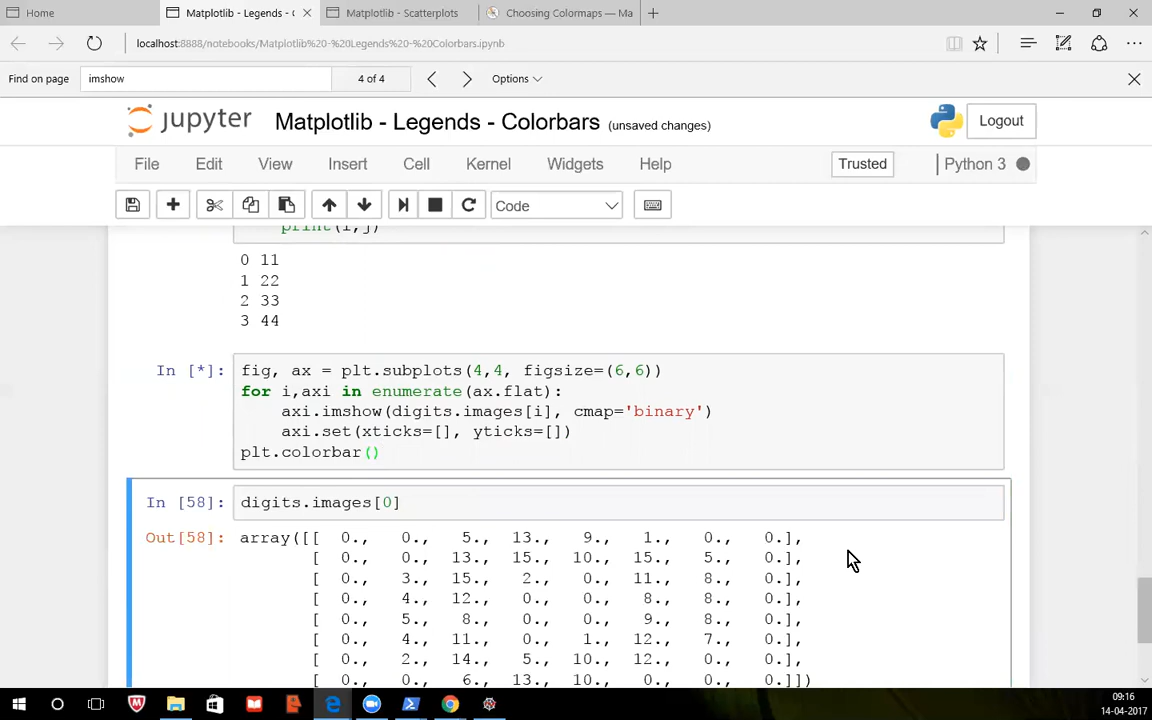 Home
Matplotlib - Legends - C
Matplotlib - Scatterplots
Choosing Colormaps — Ma
localhost:8888/notebooks/Matplotlib%20-%20Legends%20-%20Colorbars.ipynb
Find on page
imshow
4 of 4
Options
jupyter
Matplotlib - Legends - Colorbars (unsaved changes)
Logout
File Edit View Insert Cell Kernel Widgets Help
Trusted
Python 3
Code
print(i,j)
0 11
1 22
2 33
3 44
In [*]: fig, ax = plt.subplots(4,4, figsize=(6,6))
for i,axi in enumerate(ax.flat):
axi.imshow(digits.images[i], cmap='binary')
axi.set(xticks=[], yticks=[])
plt.colorbar()
In [58]: digits.images[0]
Out[58]: array([[ 0., 0., 5., 13., 9., 1., 0., 0.],
[ 0., 0., 13., 15., 10., 15., 5., 0.],
[ 0., 3., 15., 2., 0., 11., 8., 0.],
[ 0., 4., 12., 0., 0., 8., 8., 0.],
[ 0., 5., 8., 0., 0., 9., 8., 0.],
[ 0., 4., 11., 0., 1., 12., 7., 0.],
[ 0., 2., 14., 5., 10., 12., 0., 0.],
[ 0., 0., 6., 13., 10., 0., 0., 0.]])
09:16
14-04-2017